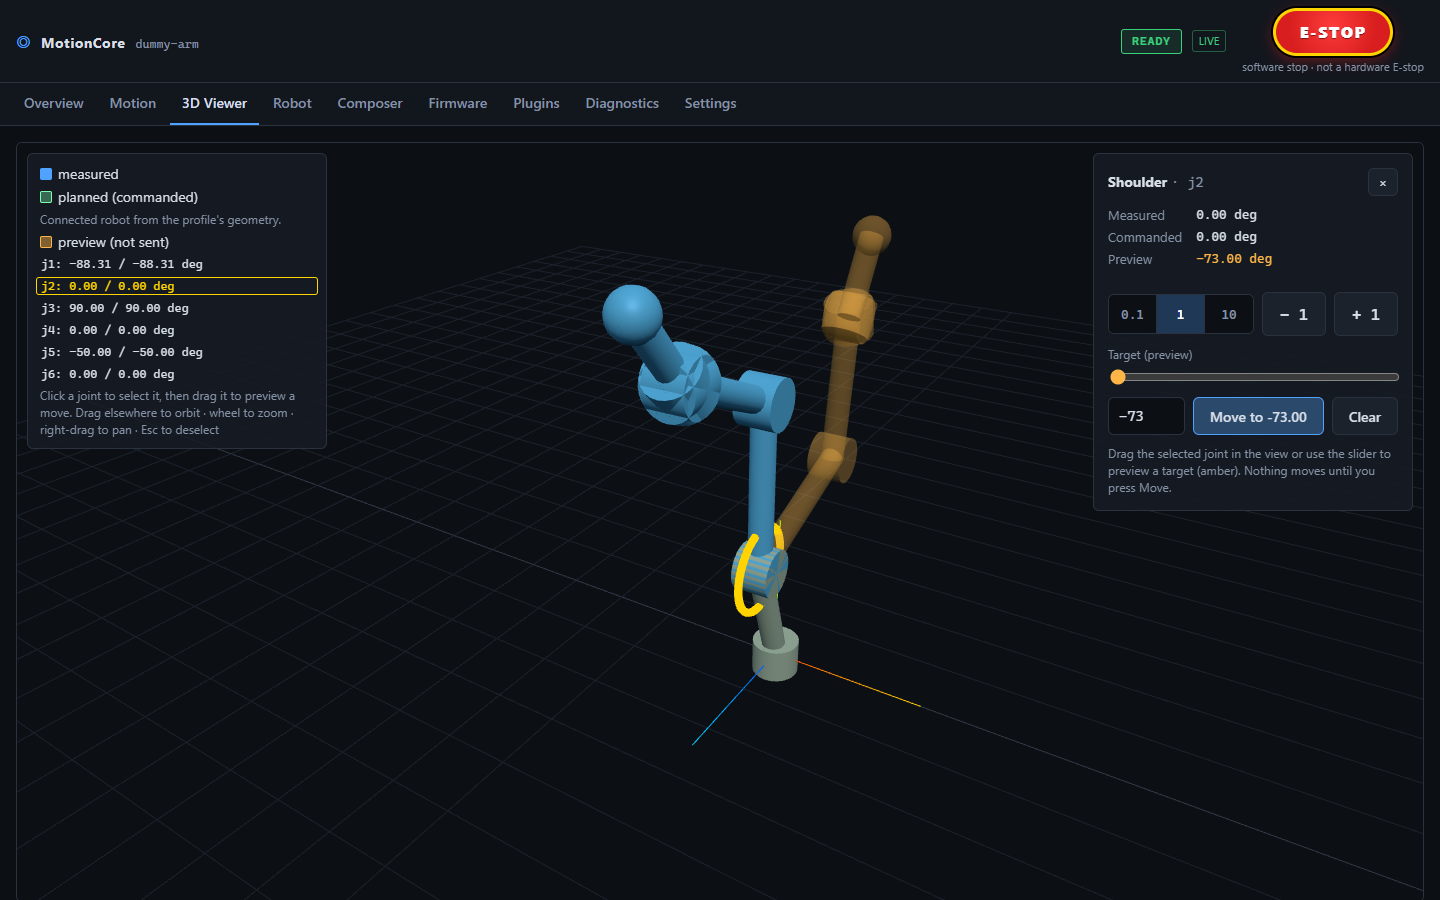 MotionCore dummy-arm
READY LIVE E-STOP
software stop · not a hardware E-stop
Overview Motion 3D Viewer Robot Composer Firmware Plugins Diagnostics Settings
measured
planned (commanded)
Connected robot from the profile's geometry.
preview (not sent)
j1: −88.31 / −88.31 deg
j2: 0.00 / 0.00 deg
j3: 90.00 / 90.00 deg
j4: 0.00 / 0.00 deg
j5: −50.00 / −50.00 deg
j6: 0.00 / 0.00 deg
Click a joint to select it, then drag it to preview a
move. Drag elsewhere to orbit · wheel to zoom ·
right-drag to pan · Esc to deselect
Shoulder · j2 ×
Measured 0.00 deg
Commanded 0.00 deg
Preview −73.00 deg
0.1 1 10 − 1 + 1
Target (preview)
−73 Move to -73.00 Clear
Drag the selected joint in the view or use the slider to
preview a target (amber). Nothing moves until you
press Move.